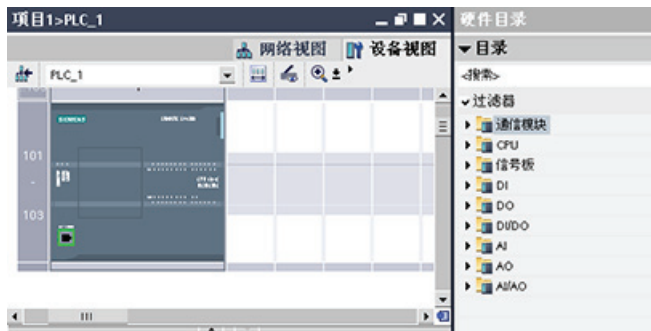 项目1>PLC_1
网络视图 设备视图
PLC_1
SIEMENS
101
-
103
硬件目录
目录
<搜索>
过滤器
通信模块
CPU
信号板
DI
DO
DI/DO
AI
AO
AI/AO